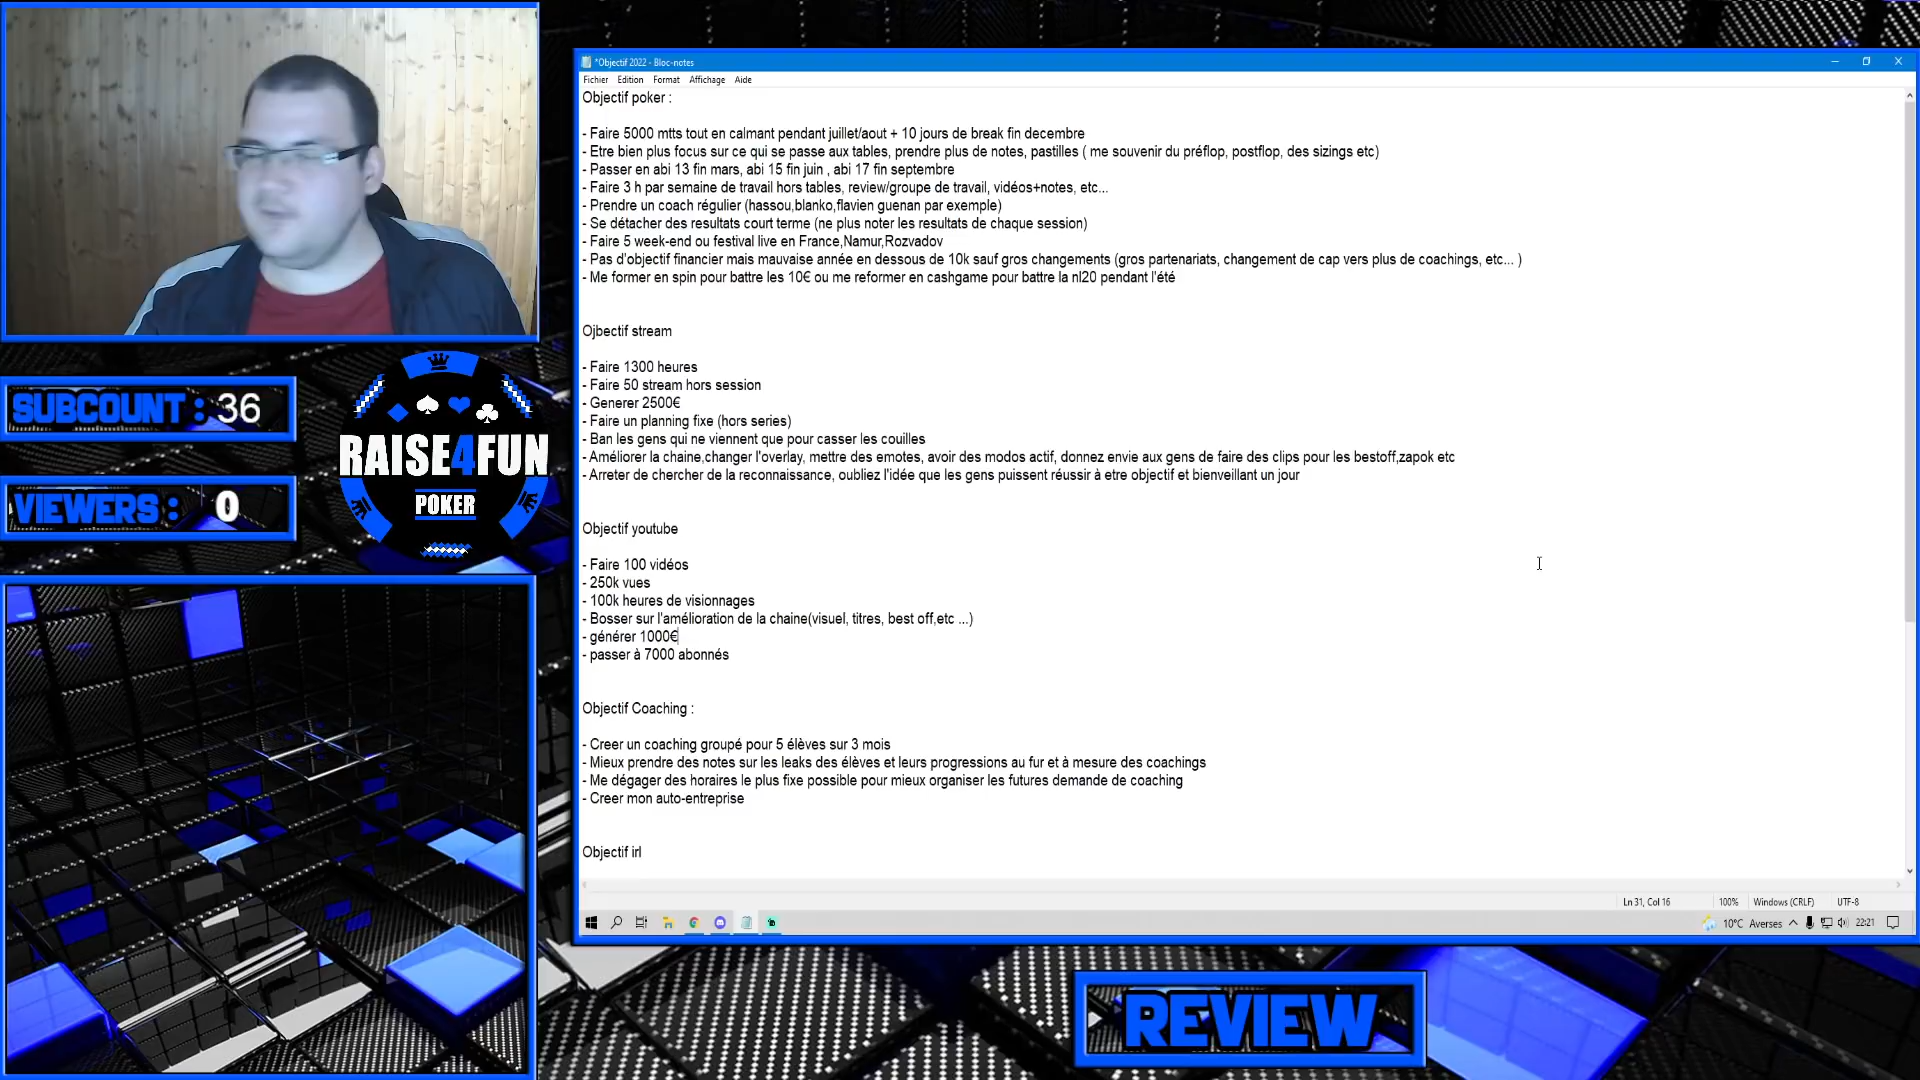 *Objectif 2022 - Bloc-notes
Fichier Edition Format Affichage Aide
Objectif poker :
- Faire 5000 mtts tout en calmant pendant juillet/aout + 10 jours de break fin decembre
- Etre bien plus focus sur ce qui se passe aux tables, prendre plus de notes, pastilles ( me souvenir du préflop, postflop, des sizings etc)
- Passer en abi 13 fin mars, abi 15 fin juin , abi 17 fin septembre
- Faire 3 h par semaine de travail hors tables, review/groupe de travail, vidéos+notes, etc...
- Prendre un coach régulier (hassou,blanko,flavien guenan par exemple)
- Se détacher des resultats court terme (ne plus noter les resultats de chaque session)
- Faire 5 week-end ou festival live en France,Namur,Rozvadov
- Pas d'objectif financier mais mauvaise année en dessous de 10k sauf gros changements (gros partenariats, changement de cap vers plus de coachings, etc... )
- Me former en spin pour battre les 10€ ou me reformer en cashgame pour battre la nl20 pendant l'été
Ojbectif stream
- Faire 1300 heures
- Faire 50 stream hors session
- Generer 2500€
- Faire un planning fixe (hors series)
- Ban les gens qui ne viennent que pour casser les couilles
- Améliorer la chaine,changer l'overlay, mettre des emotes, avoir des modos actif, donnez envie aux gens de faire des clips pour les bestoff,zapok etc
- Arreter de chercher de la reconnaissance, oubliez l'idée que les gens puissent réussir à etre objectif et bienveillant un jour
Objectif youtube
- Faire 100 vidéos
- 250k vues
- 100k heures de visionnages
- Bosser sur l'amélioration de la chaine(visuel, titres, best off,etc ...)
- générer 1000€
- passer à 7000 abonnés
Objectif Coaching :
- Creer un coaching groupé pour 5 élèves sur 3 mois
- Mieux prendre des notes sur les leaks des élèves et leurs progressions au fur et à mesure des coachings
- Me dégager des horaires le plus fixe possible pour mieux organiser les futures demande de coaching
- Creer mon auto-entreprise
Objectif irl
Ln 31, Col 16 100% Windows (CRLF) UTF-8
10°C Averses 22:21
SUBCOUNT : 36
VIEWERS : 0
RAISE4FUN
POKER
REVIEW